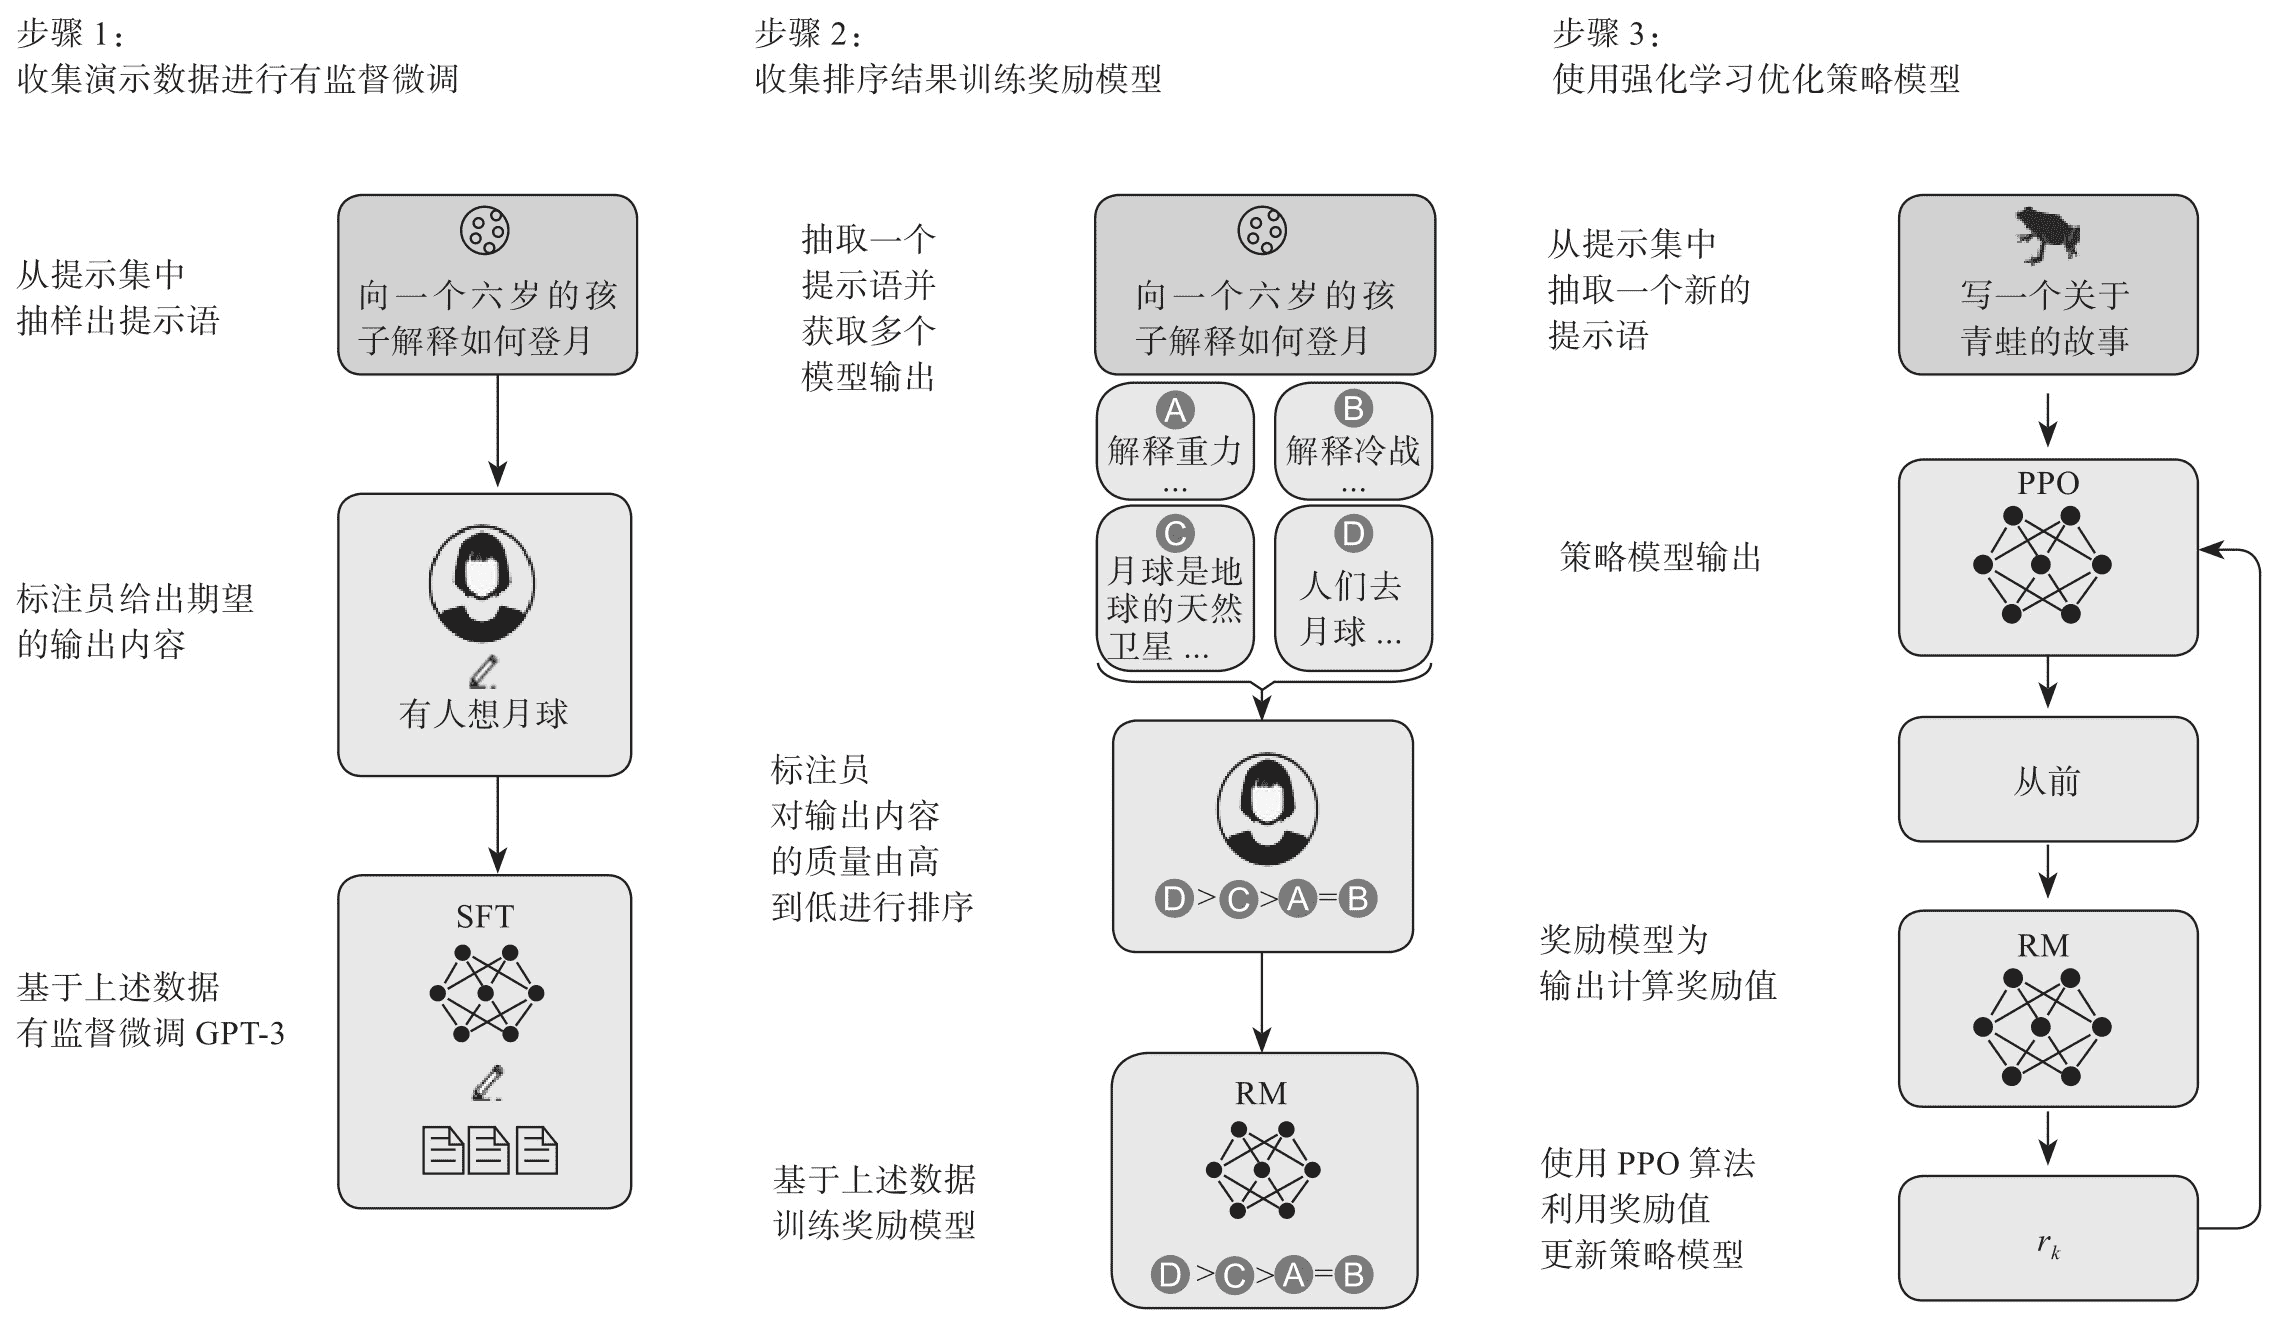 步骤 1：
收集演示数据进行有监督微调
从提示集中
抽样出提示语
向一个六岁的孩
子解释如何登月
标注员给出期望
的输出内容
有人想月球
基于上述数据
有监督微调 GPT-3
SFT
步骤 2：
收集排序结果训练奖励模型
抽取一个
提示语并
获取多个
模型输出
向一个六岁的孩
子解释如何登月
A
解释重力
...
B
解释冷战
...
C
月球是地
球的天然
卫星 ...
D
人们去
月球 ...
标注员
对输出内容
的质量由高
到低进行排序
D>C>A=B
基于上述数据
训练奖励模型
RM
D>C>A=B
步骤 3：
使用强化学习优化策略模型
从提示集中
抽取一个新的
提示语
写一个关于
青蛙的故事
策略模型输出
PPO
从前
奖励模型为
输出计算奖励值
RM
使用 PPO 算法
利用奖励值
更新策略模型
rk